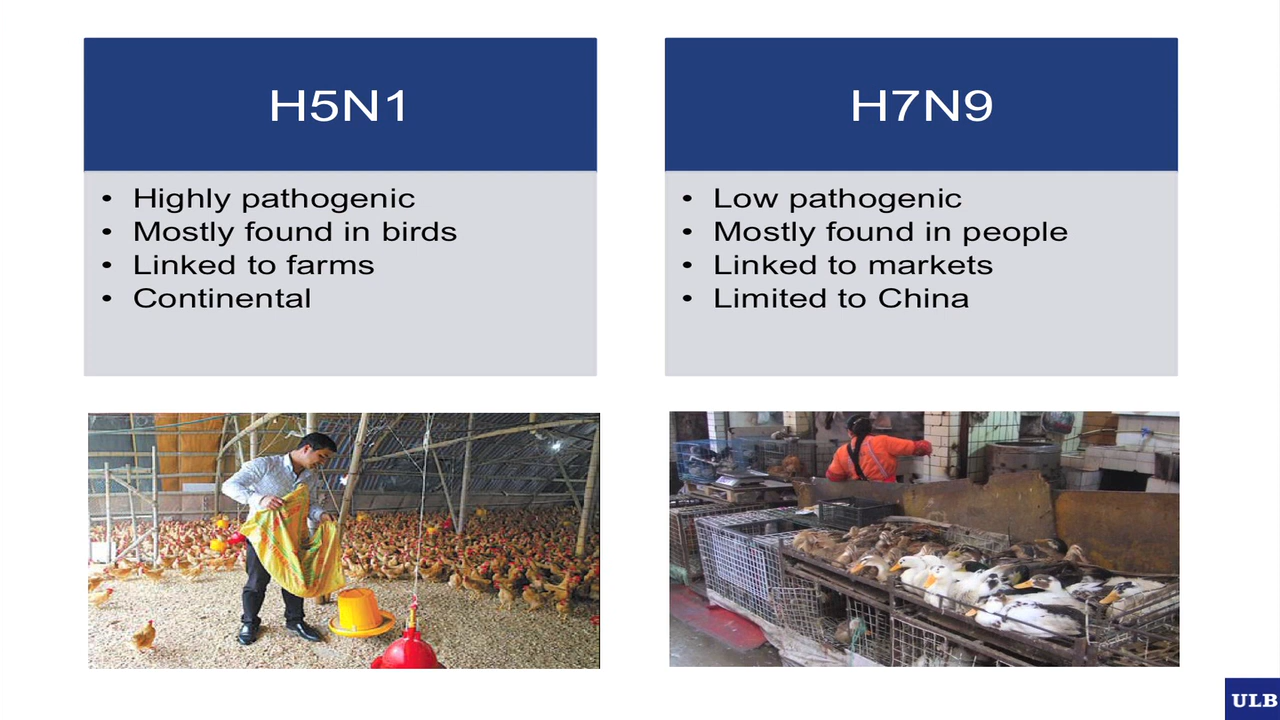 H5N1
• Highly pathogenic
• Mostly found in birds
• Linked to farms
• Continental
H7N9
• Low pathogenic
• Mostly found in people
• Linked to markets
• Limited to China
ULB